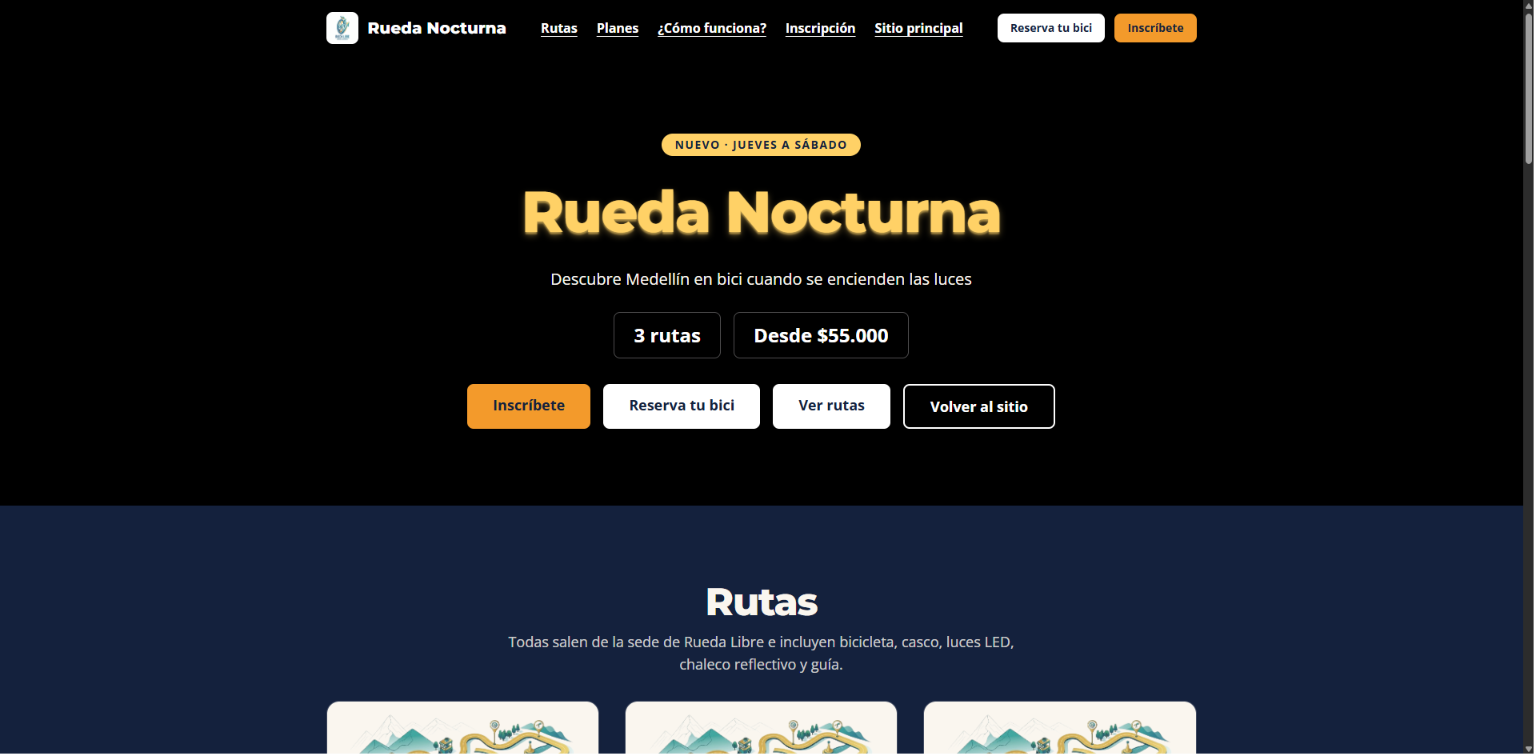 Rueda Nocturna
Rutas
Planes
¿Cómo funciona?
Inscripción
Sitio principal
Reserva tu bici
Inscríbete
NUEVO · JUEVES A SÁBADO
Rueda Nocturna
Descubre Medellín en bici cuando se encienden las luces
3 rutas
Desde $55.000
Inscríbete
Reserva tu bici
Ver rutas
Volver al sitio
Rutas
Todas salen de la sede de Rueda Libre e incluyen bicicleta, casco, luces LED,
chaleco reflectivo y guía.